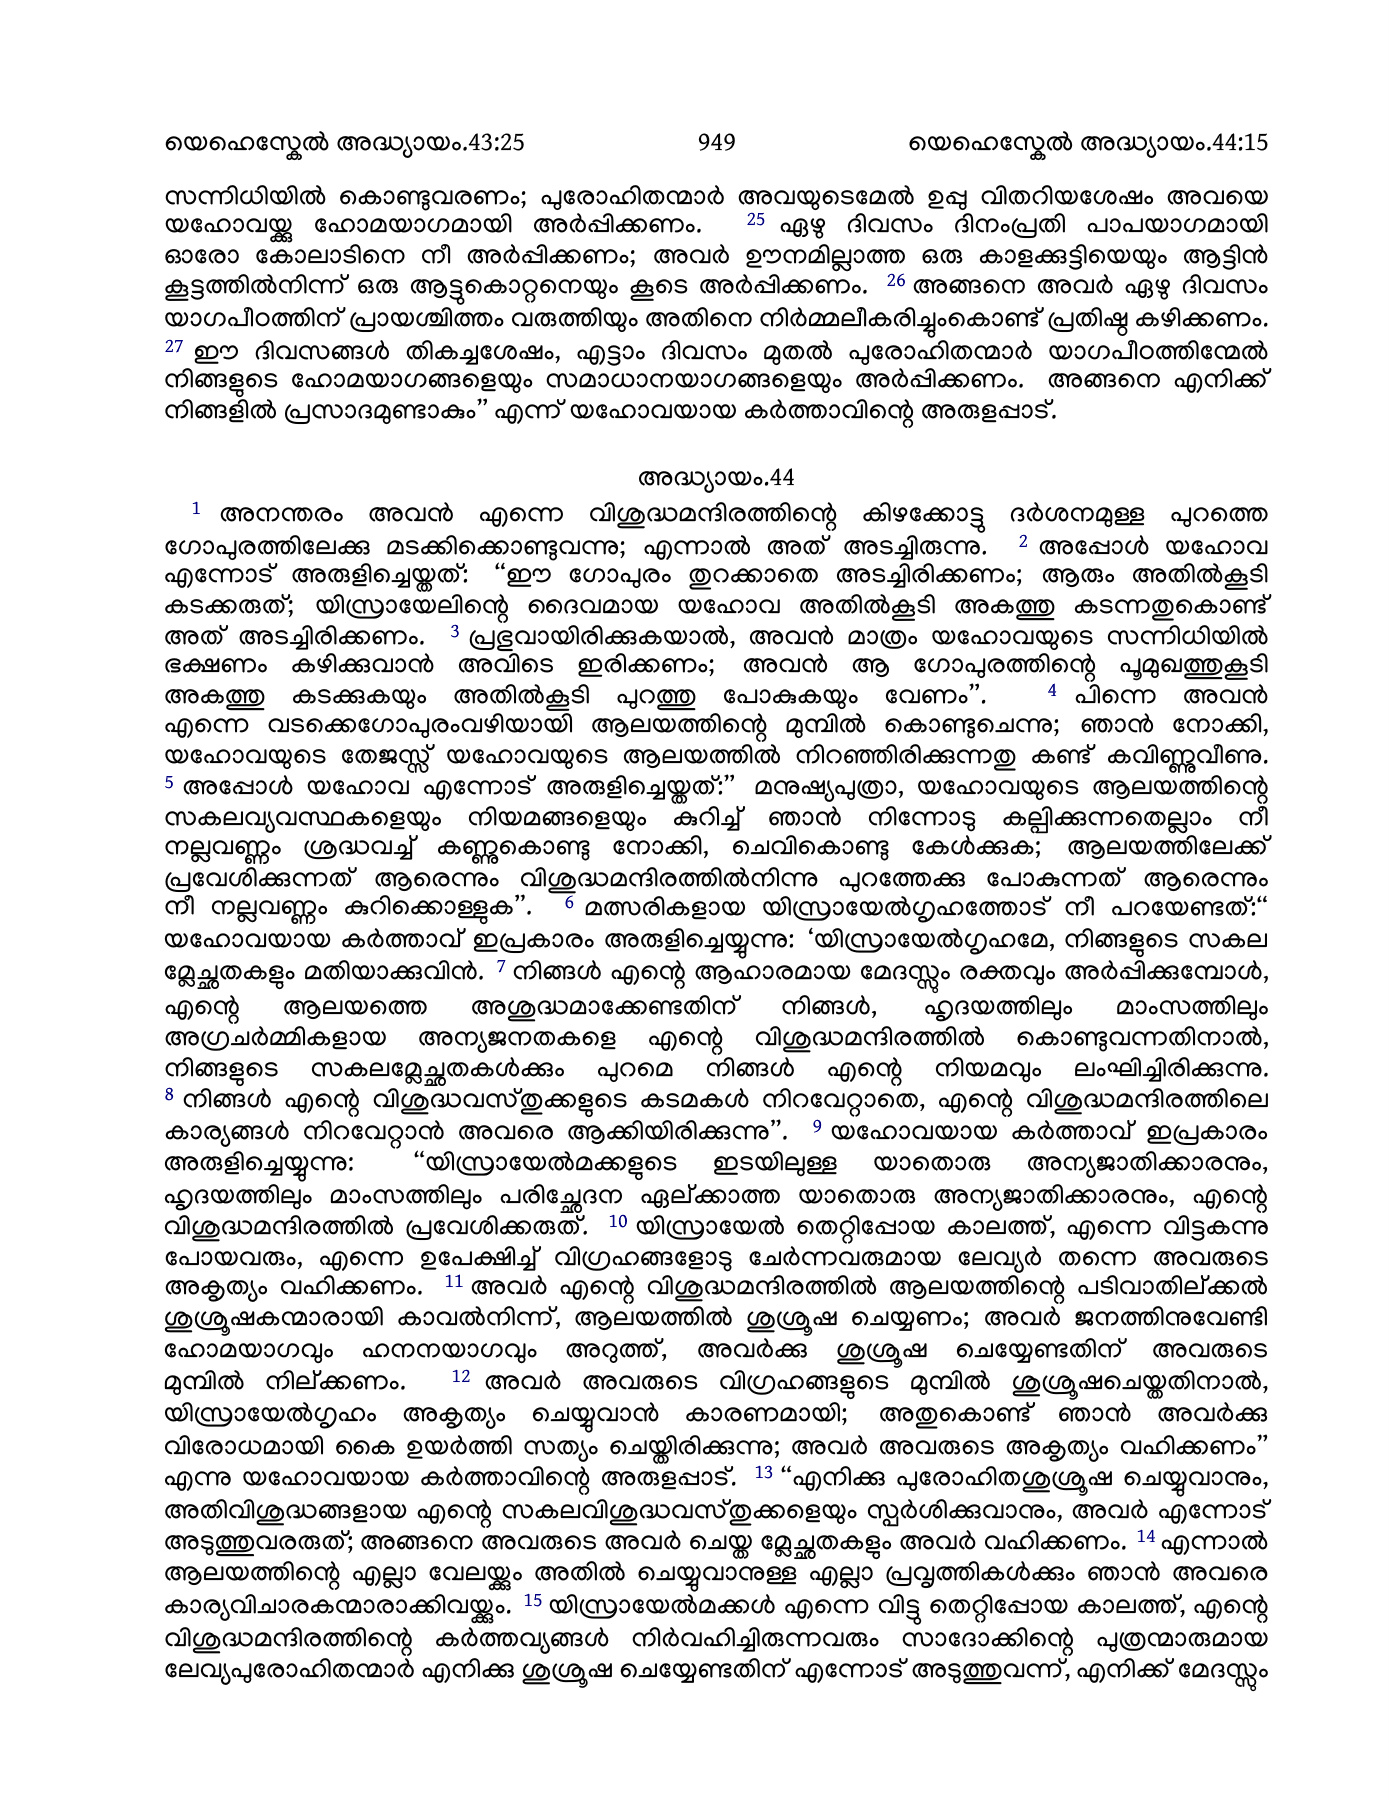 യെഹെസ്കേൽ അദ്ധ്യായം.43:25 949 യെഹെസ്കേൽ അദ്ധ്യായം.44:15
സന്നിധിയിൽ കൊണ്ടുവരണം; പുരോഹിതന്മാർ അവയുടെമേൽ ഉപ്പു വിതറിയശേഷം അവയെ
യഹോവയ്ക്കു ഹോമയാഗമായി അർപ്പിക്കണം. 25 ഏഴു ദിവസം ദിനംപ്രതി പാപയാഗമായി
ഓരോ കോലാടിനെ നീ അർപ്പിക്കണം; അവർ ഊനമില്ലാത്ത ഒരു കാളക്കുട്ടിയെയും ആട്ടിൻ
കൂട്ടത്തിൽനിന്ന് ഒരു ആട്ടുകൊറ്റനെയും കൂടെ അർപ്പിക്കണം. 26 അങ്ങനെ അവർ ഏഴു ദിവസം
യാഗപീഠത്തിന് പ്രായശ്ചിത്തം വരുത്തിയും അതിനെ നിർമ്മലീകരിച്ചുംകൊണ്ട് പ്രതിഷ്ഠ കഴിക്കണം.
27 ഈ ദിവസങ്ങൾ തികച്ചശേഷം, എട്ടാം ദിവസം മുതൽ പുരോഹിതന്മാർ യാഗപീഠത്തിന്മേൽ
നിങ്ങളുടെ ഹോമയാഗങ്ങളെയും സമാധാനയാഗങ്ങളെയും അർപ്പിക്കണം. അങ്ങനെ എനിക്ക്
നിങ്ങളിൽ പ്രസാദമുണ്ടാകും” എന്ന് യഹോവയായ കർത്താവിന്റെ അരുളപ്പാട്.
അദ്ധ്യായം.44
1 അനന്തരം അവൻ എന്നെ വിശുദ്ധമന്ദിരത്തിന്റെ കിഴക്കോട്ടു ദർശനമുള്ള പുറത്തെ
ഗോപുരത്തിലേക്കു മടക്കിക്കൊണ്ടുവന്നു; എന്നാൽ അത് അടച്ചിരുന്നു. 2 അപ്പോൾ യഹോവ
എന്നോട് അരുളിച്ചെയ്തത്: “ഈ ഗോപുരം തുറക്കാതെ അടച്ചിരിക്കണം; ആരും അതിൽകൂടി
കടക്കരുത്; യിസ്രായേലിന്റെ ദൈവമായ യഹോവ അതിൽകൂടി അകത്തു കടന്നതുകൊണ്ട്
അത് അടച്ചിരിക്കണം. 3 പ്രഭുവായിരിക്കുകയാൽ, അവൻ മാത്രം യഹോവയുടെ സന്നിധിയിൽ
ഭക്ഷണം കഴിക്കുവാൻ അവിടെ ഇരിക്കണം; അവൻ ആ ഗോപുരത്തിന്റെ പൂമുഖത്തുകൂടി
അകത്തു കടക്കുകയും അതിൽകൂടി പുറത്തു പോകുകയും വേണം”. 4 പിന്നെ അവൻ
എന്നെ വടക്കെഗോപുരംവഴിയായി ആലയത്തിന്റെ മുമ്പിൽ കൊണ്ടുചെന്നു; ഞാൻ നോക്കി,
യഹോവയുടെ തേജസ്സ് യഹോവയുടെ ആലയത്തിൽ നിറഞ്ഞിരിക്കുന്നതു കണ്ട് കവിണ്ണുവീണു.
5 അപ്പോൾ യഹോവ എന്നോട് അരുളിച്ചെയ്തത്:” മനുഷ്യപുത്രാ, യഹോവയുടെ ആലയത്തിന്റെ
സകലവ്യവസ്ഥകളെയും നിയമങ്ങളെയും കുറിച്ച് ഞാൻ നിന്നോടു കല്പിക്കുന്നതെല്ലാം നീ
നല്ലവണ്ണം ശ്രദ്ധവച്ച് കണ്ണുകൊണ്ടു നോക്കി, ചെവികൊണ്ടു കേൾക്കുക; ആലയത്തിലേക്ക്
പ്രവേശിക്കുന്നത് ആരെന്നും വിശുദ്ധമന്ദിരത്തിൽനിന്നു പുറത്തേക്കു പോകുന്നത് ആരെന്നും
നീ നല്ലവണ്ണം കുറിക്കൊള്ളുക”. 6 മത്സരികളായ യിസ്രായേൽഗൃഹത്തോട് നീ പറയേണ്ടത്:“
യഹോവയായ കർത്താവ് ഇപ്രകാരം അരുളിച്ചെയ്യുന്നു: ‘യിസ്രായേൽഗൃഹമേ, നിങ്ങളുടെ സകല
മ്ലേച്ഛതകളും മതിയാക്കുവിൻ. 7 നിങ്ങൾ എന്റെ ആഹാരമായ മേദസ്സും രക്തവും അർപ്പിക്കുമ്പോൾ,
എന്റെ ആലയത്തെ അശുദ്ധമാക്കേണ്ടതിന് നിങ്ങൾ, ഹൃദയത്തിലും മാംസത്തിലും
അഗ്രചർമ്മികളായ അന്യജനതകളെ എന്റെ വിശുദ്ധമന്ദിരത്തിൽ കൊണ്ടുവന്നതിനാൽ,
നിങ്ങളുടെ സകലമ്ലേച്ഛതകൾക്കും പുറമെ നിങ്ങൾ എന്റെ നിയമവും ലംഘിച്ചിരിക്കുന്നു.
8 നിങ്ങൾ എന്റെ വിശുദ്ധവസ്തുക്കളുടെ കടമകൾ നിറവേറ്റാതെ, എന്റെ വിശുദ്ധമന്ദിരത്തിലെ
കാര്യങ്ങൾ നിറവേറ്റാൻ അവരെ ആക്കിയിരിക്കുന്നു”. 9 യഹോവയായ കർത്താവ് ഇപ്രകാരം
അരുളിച്ചെയ്യുന്നു: “യിസ്രായേൽമക്കളുടെ ഇടയിലുള്ള യാതൊരു അന്യജാതിക്കാരനും,
ഹൃദയത്തിലും മാംസത്തിലും പരിച്ഛേദന ഏല്ക്കാത്ത യാതൊരു അന്യജാതിക്കാരനും, എന്റെ
വിശുദ്ധമന്ദിരത്തിൽ പ്രവേശിക്കരുത്. 10 യിസ്രായേൽ തെറ്റിപ്പോയ കാലത്ത്, എന്നെ വിട്ടകന്നു
പോയവരും, എന്നെ ഉപേക്ഷിച്ച് വിഗ്രഹങ്ങളോടു ചേർന്നവരുമായ ലേവ്യർ തന്നെ അവരുടെ
അകൃത്യം വഹിക്കണം. 11 അവർ എന്റെ വിശുദ്ധമന്ദിരത്തിൽ ആലയത്തിന്റെ പടിവാതില്ക്കൽ
ശുശ്രൂഷകന്മാരായി കാവൽനിന്ന്, ആലയത്തിൽ ശുശ്രൂഷ ചെയ്യണം; അവർ ജനത്തിനുവേണ്ടി
ഹോമയാഗവും ഹനനയാഗവും അറുത്ത്, അവർക്കു ശുശ്രൂഷ ചെയ്യേണ്ടതിന് അവരുടെ
മുമ്പിൽ നില്ക്കണം. 12 അവർ അവരുടെ വിഗ്രഹങ്ങളുടെ മുമ്പിൽ ശുശ്രൂഷചെയ്തതിനാൽ,
യിസ്രായേൽഗൃഹം അകൃത്യം ചെയ്യുവാൻ കാരണമായി; അതുകൊണ്ട് ഞാൻ അവർക്കു
വിരോധമായി കൈ ഉയർത്തി സത്യം ചെയ്തിരിക്കുന്നു; അവർ അവരുടെ അകൃത്യം വഹിക്കണം”
എന്നു യഹോവയായ കർത്താവിന്റെ അരുളപ്പാട്. 13 “എനിക്കു പുരോഹിതശുശ്രൂഷ ചെയ്യുവാനും,
അതിവിശുദ്ധങ്ങളായ എന്റെ സകലവിശുദ്ധവസ്തുക്കളെയും സ്പർശിക്കുവാനും, അവർ എന്നോട്
അടുത്തുവരരുത്; അങ്ങനെ അവരുടെ അവർ ചെയ്ത മ്ലേച്ഛതകളും അവർ വഹിക്കണം. 14 എന്നാൽ
ആലയത്തിന്റെ എല്ലാ വേലയ്ക്കും അതിൽ ചെയ്യുവാനുള്ള എല്ലാ പ്രവൃത്തികൾക്കും ഞാൻ അവരെ
കാര്യവിചാരകന്മാരാക്കിവയ്ക്കും. 15 യിസ്രായേൽമക്കൾ എന്നെ വിട്ടു തെറ്റിപ്പോയ കാലത്ത്, എന്റെ
വിശുദ്ധമന്ദിരത്തിന്റെ കർത്തവ്യങ്ങൾ നിർവഹിച്ചിരുന്നവരും സാദോക്കിന്റെ പുത്രന്മാരുമായ
ലേവ്യപുരോഹിതന്മാർ എനിക്കു ശുശ്രൂഷ ചെയ്യേണ്ടതിന് എന്നോട് അടുത്തുവന്ന്, എനിക്ക് മേദസ്സും